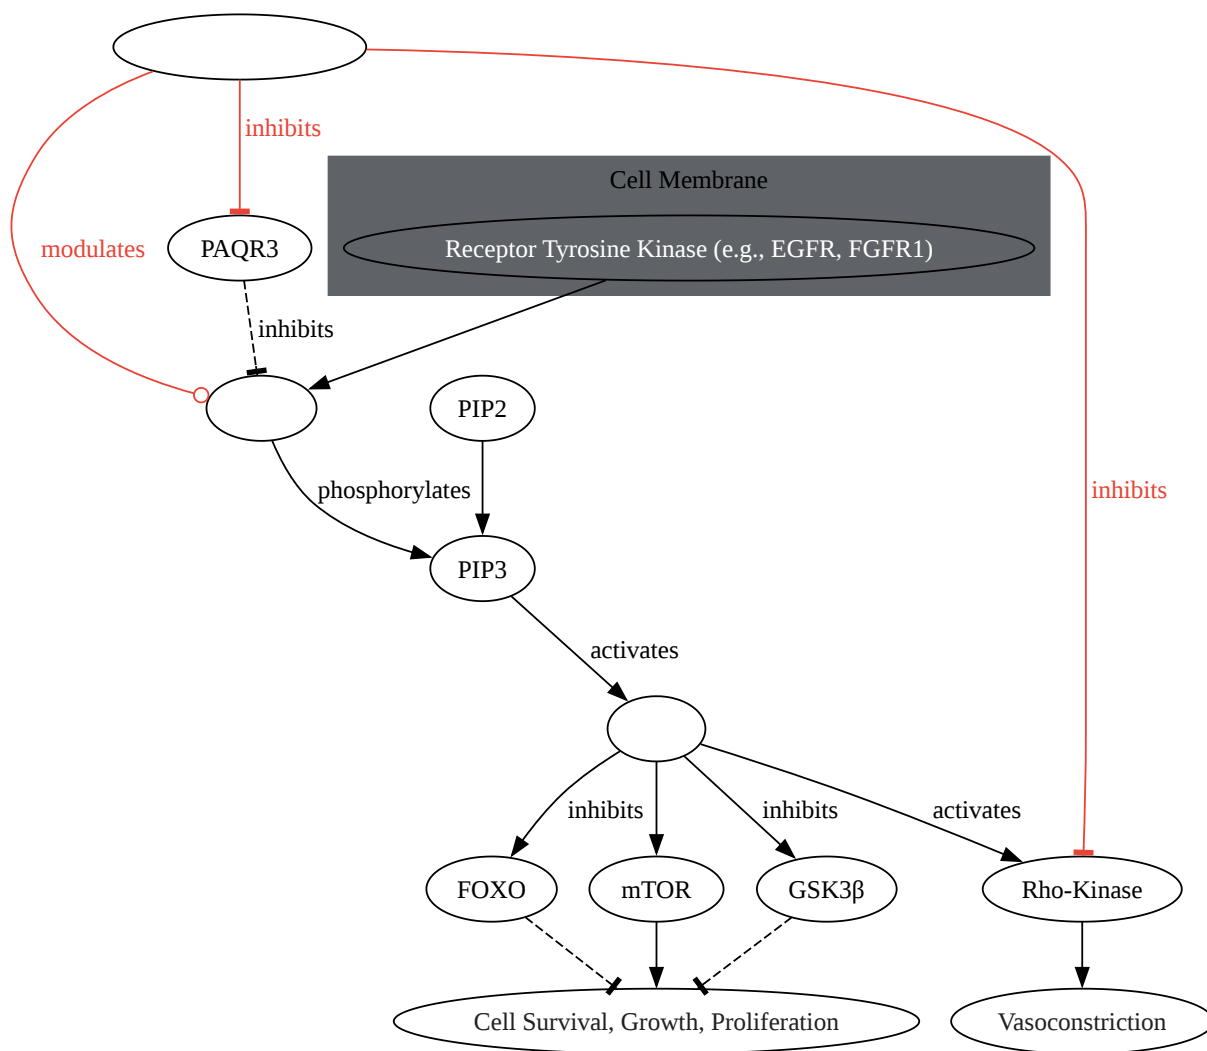 inhibits
Cell Membrane
modulates
PAQR3
Receptor Tyrosine Kinase (e.g., EGFR, FGFR1)
inhibits
PIP2
phosphorylates
inhibits
PIP3
activates
inhibits
inhibits
activates
FOXO
mTOR
GSK3β
Rho-Kinase
Cell Survival, Growth, Proliferation
Vasoconstriction